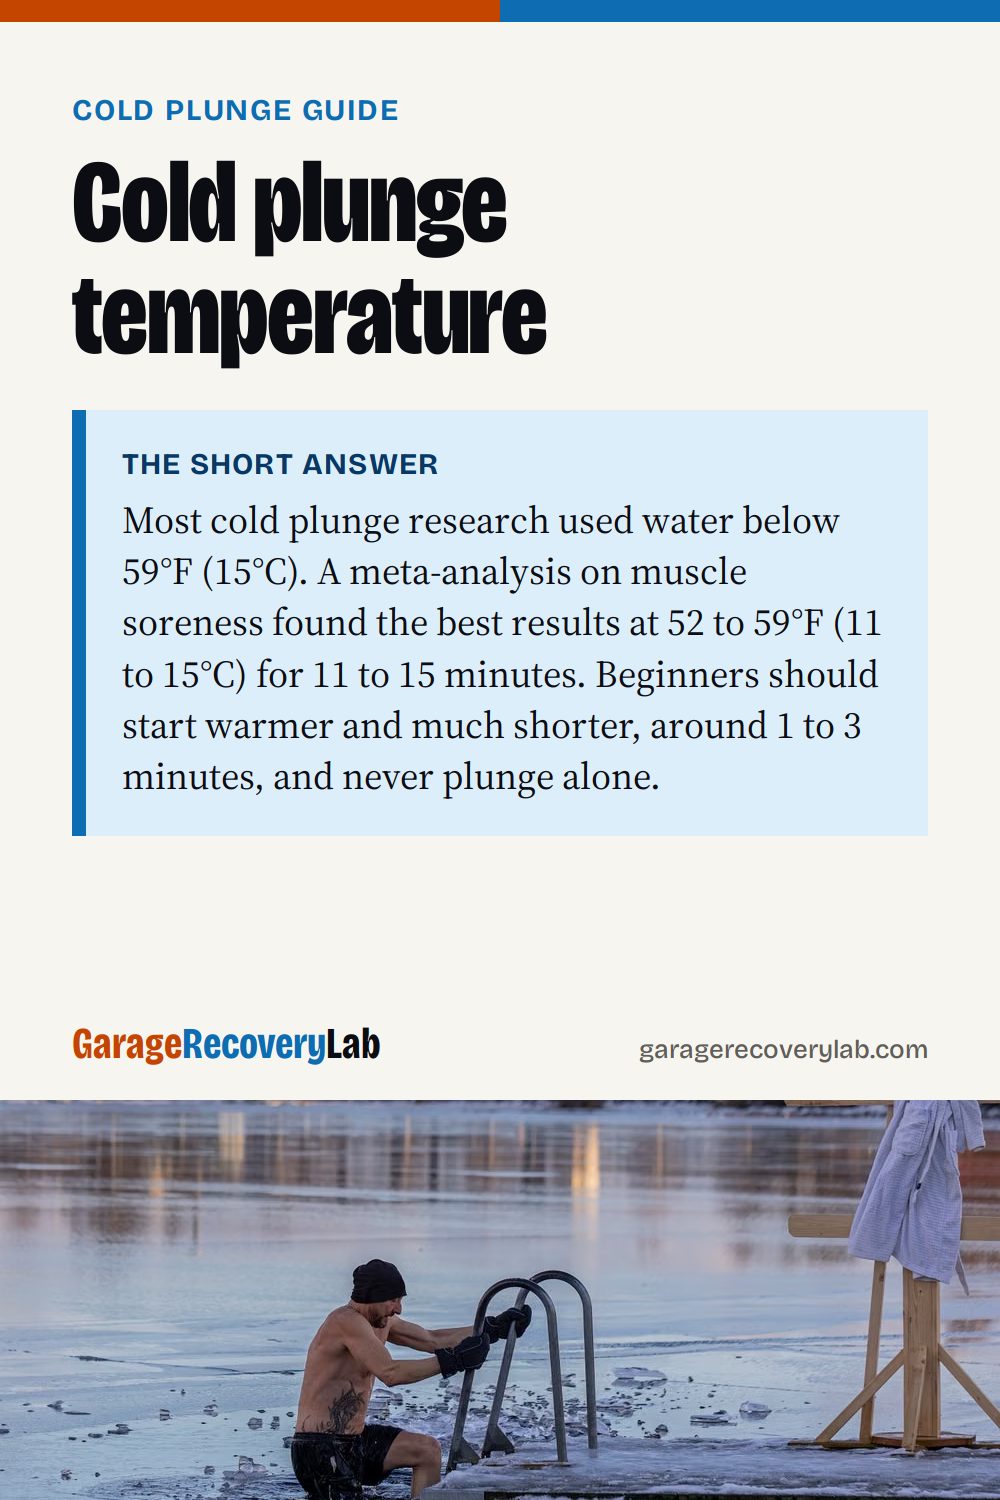 COLD PLUNGE GUIDE
Cold plunge
temperature
THE SHORT ANSWER
Most cold plunge research used water below
59°F (15°C). A meta-analysis on muscle
soreness found the best results at 52 to 59°F (11
to 15°C) for 11 to 15 minutes. Beginners should
start warmer and much shorter, around 1 to 3
minutes, and never plunge alone.
GarageRecoveryLab
garagerecoverylab.com